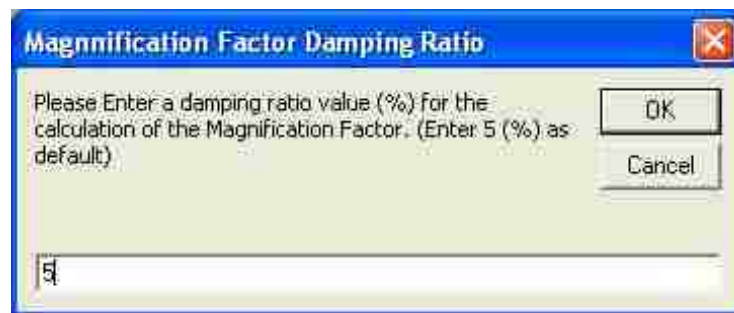 Magnnification Factor Damping Ratio
Please Enter a damping ratio value (%) for the
calculation of the Magnification Factor. (Enter 5 (%) as
default)
OK
Cancel
5